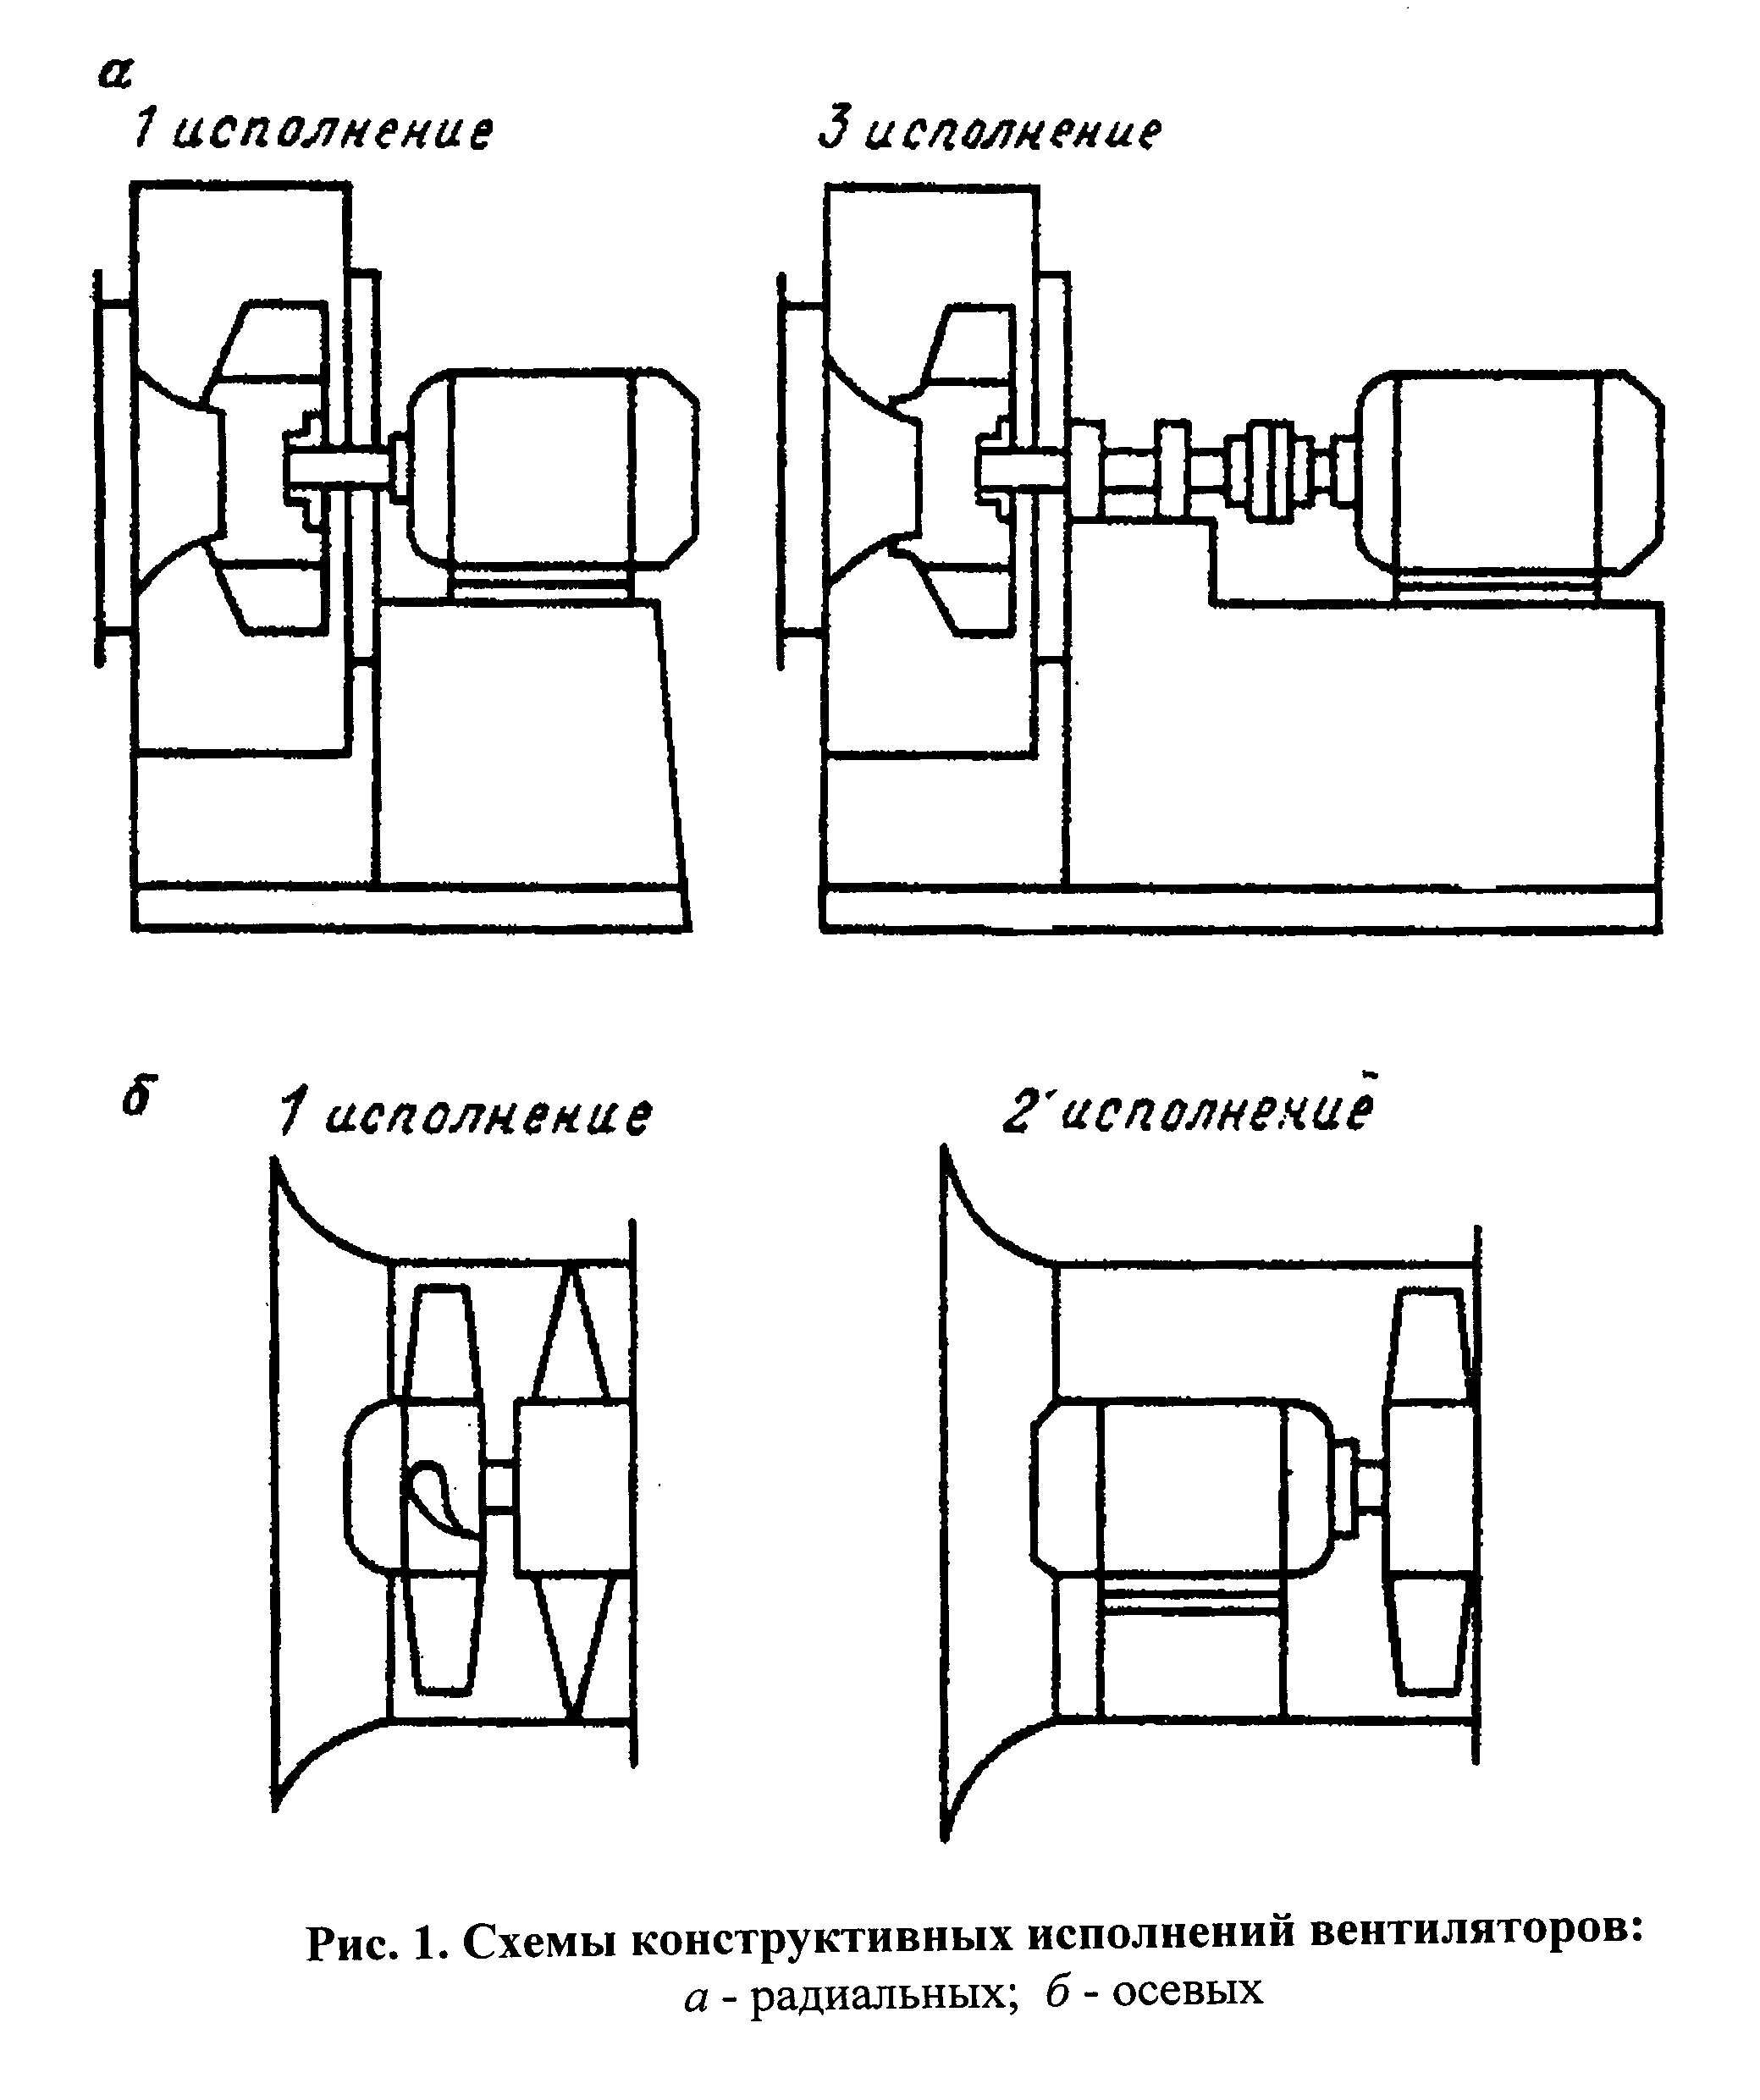 а
1 исполнение
3 исполнение
б
1 исполнение
2 исполнение
Рис. 1. Схемы конструктивных исполнений вентиляторов:
а - радиальных; б - осевых